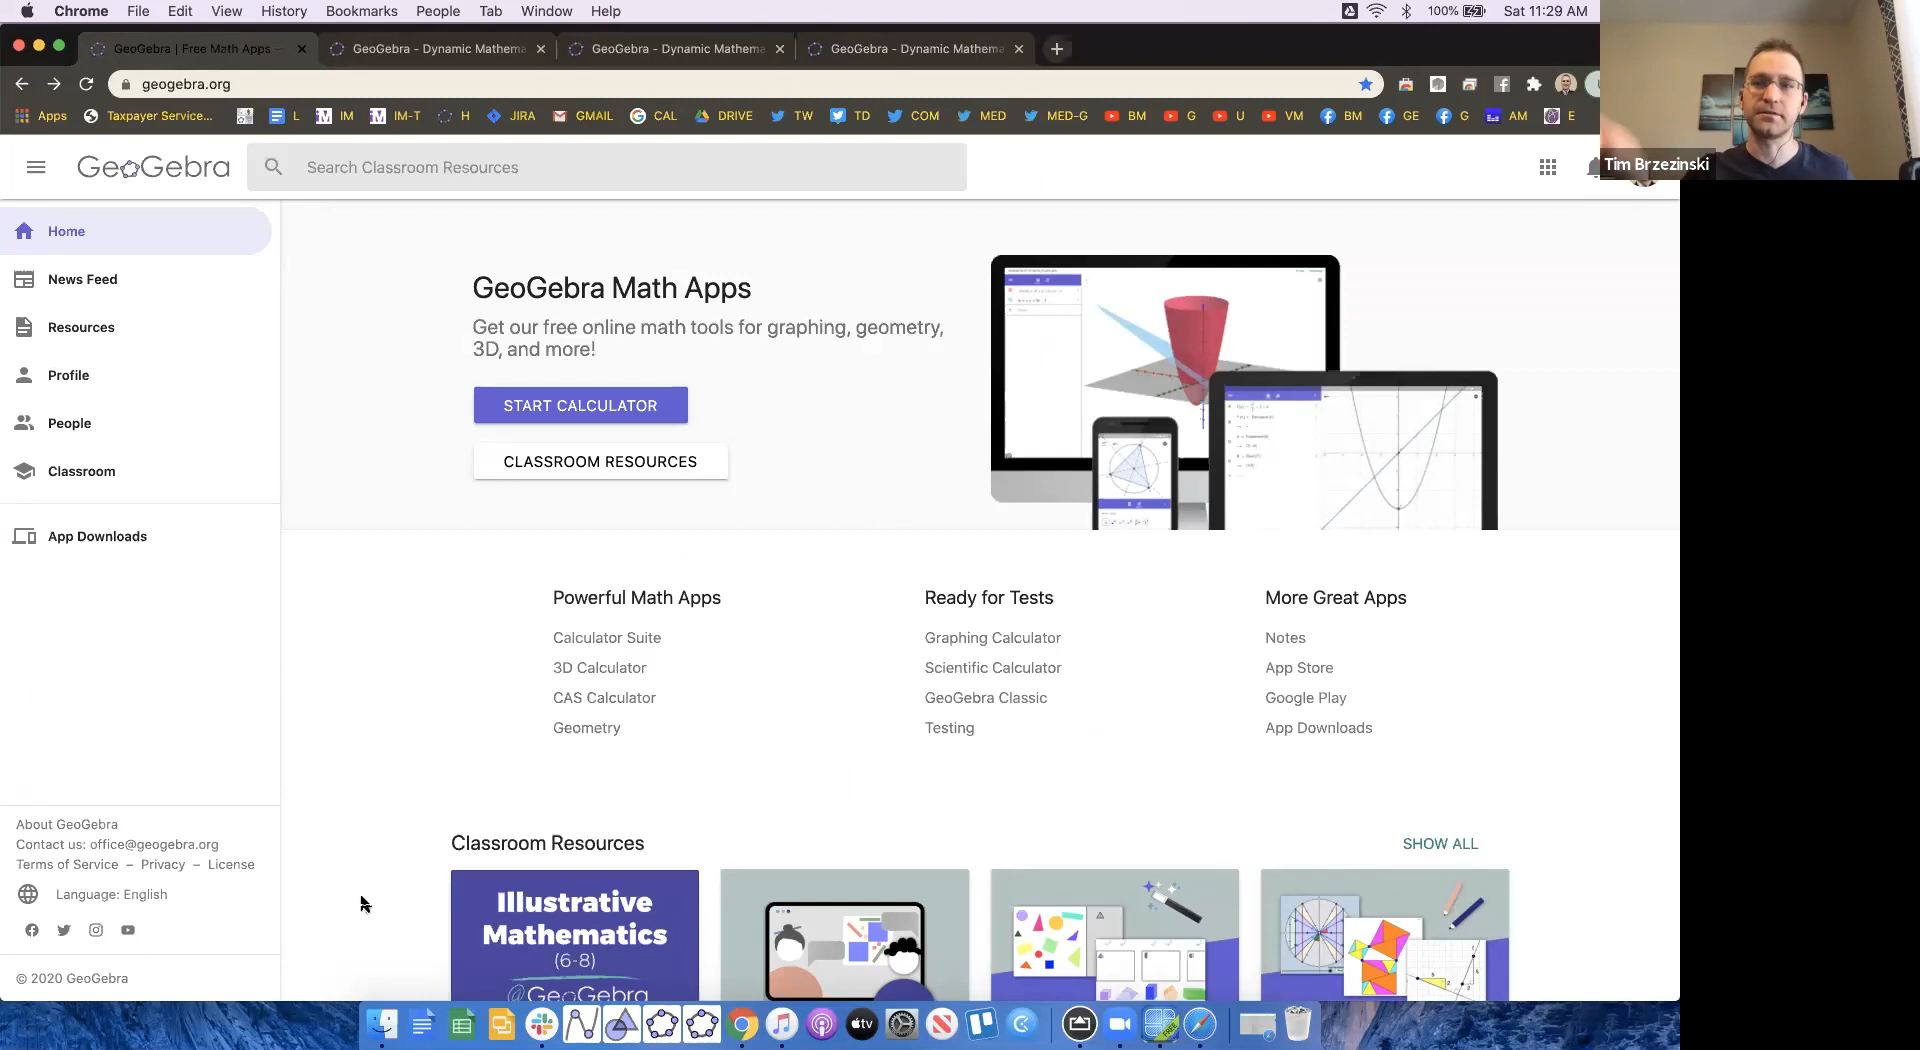 Chrome File Edit View History Bookmarks People Tab Window Help
100% Sat 11:29 AM
GeoGebra | Free Math Apps -
GeoGebra - Dynamic Mathema
GeoGebra - Dynamic Mathema
GeoGebra - Dynamic Mathema
geogebra.org
Apps Taxpayer Service... L IM IM-T H JIRA GMAIL CAL DRIVE TW TD COM MED MED-G BM G U VM BM GE G AM E
Tim Brzezinski
GeoGebra
Search Classroom Resources
Home
News Feed
Resources
Profile
People
Classroom
App Downloads
GeoGebra Math Apps
Get our free online math tools for graphing, geometry,
3D, and more!
START CALCULATOR
CLASSROOM RESOURCES
Powerful Math Apps
Calculator Suite
3D Calculator
CAS Calculator
Geometry
Ready for Tests
Graphing Calculator
Scientific Calculator
GeoGebra Classic
Testing
More Great Apps
Notes
App Store
Google Play
App Downloads
Classroom Resources
SHOW ALL
Illustrative
Mathematics
(6-8)
@GeoGebra
About GeoGebra
Contact us: office@geogebra.org
Terms of Service – Privacy – License
Language: English
© 2020 GeoGebra
tv
FREE